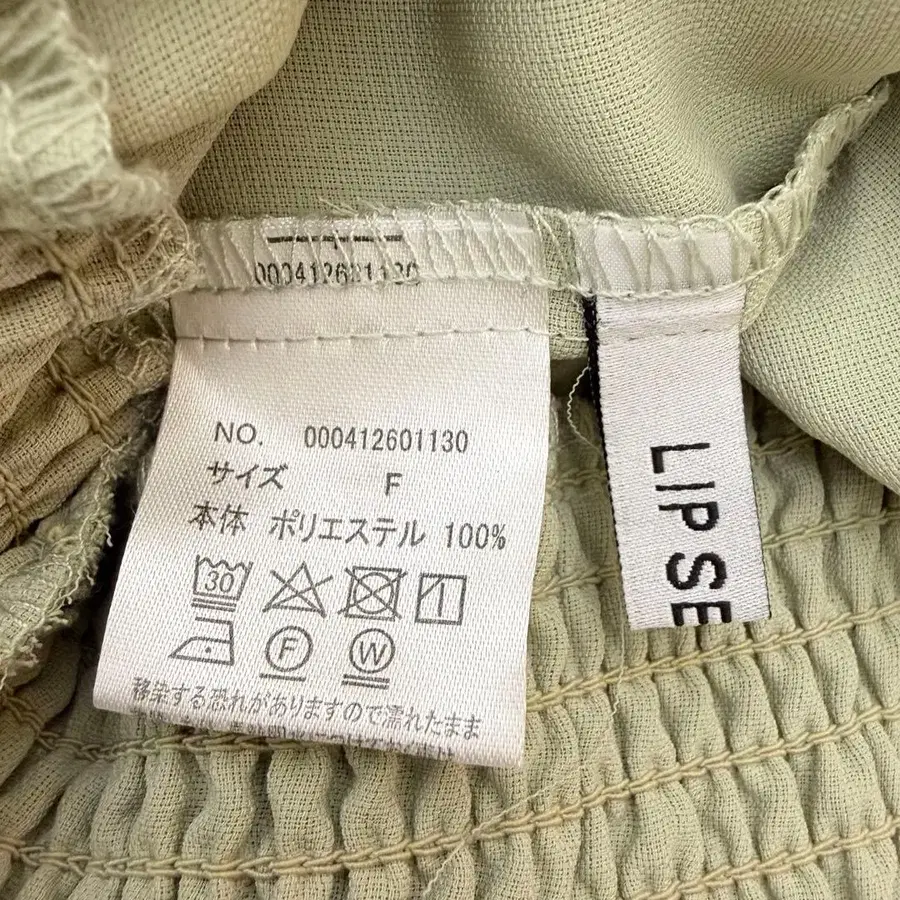 000412601130
NO. 000412601130
サイズ F
本体 ポリエステル 100%
30
F W
移染する恐れがありますので濡れたまま
LIP SE